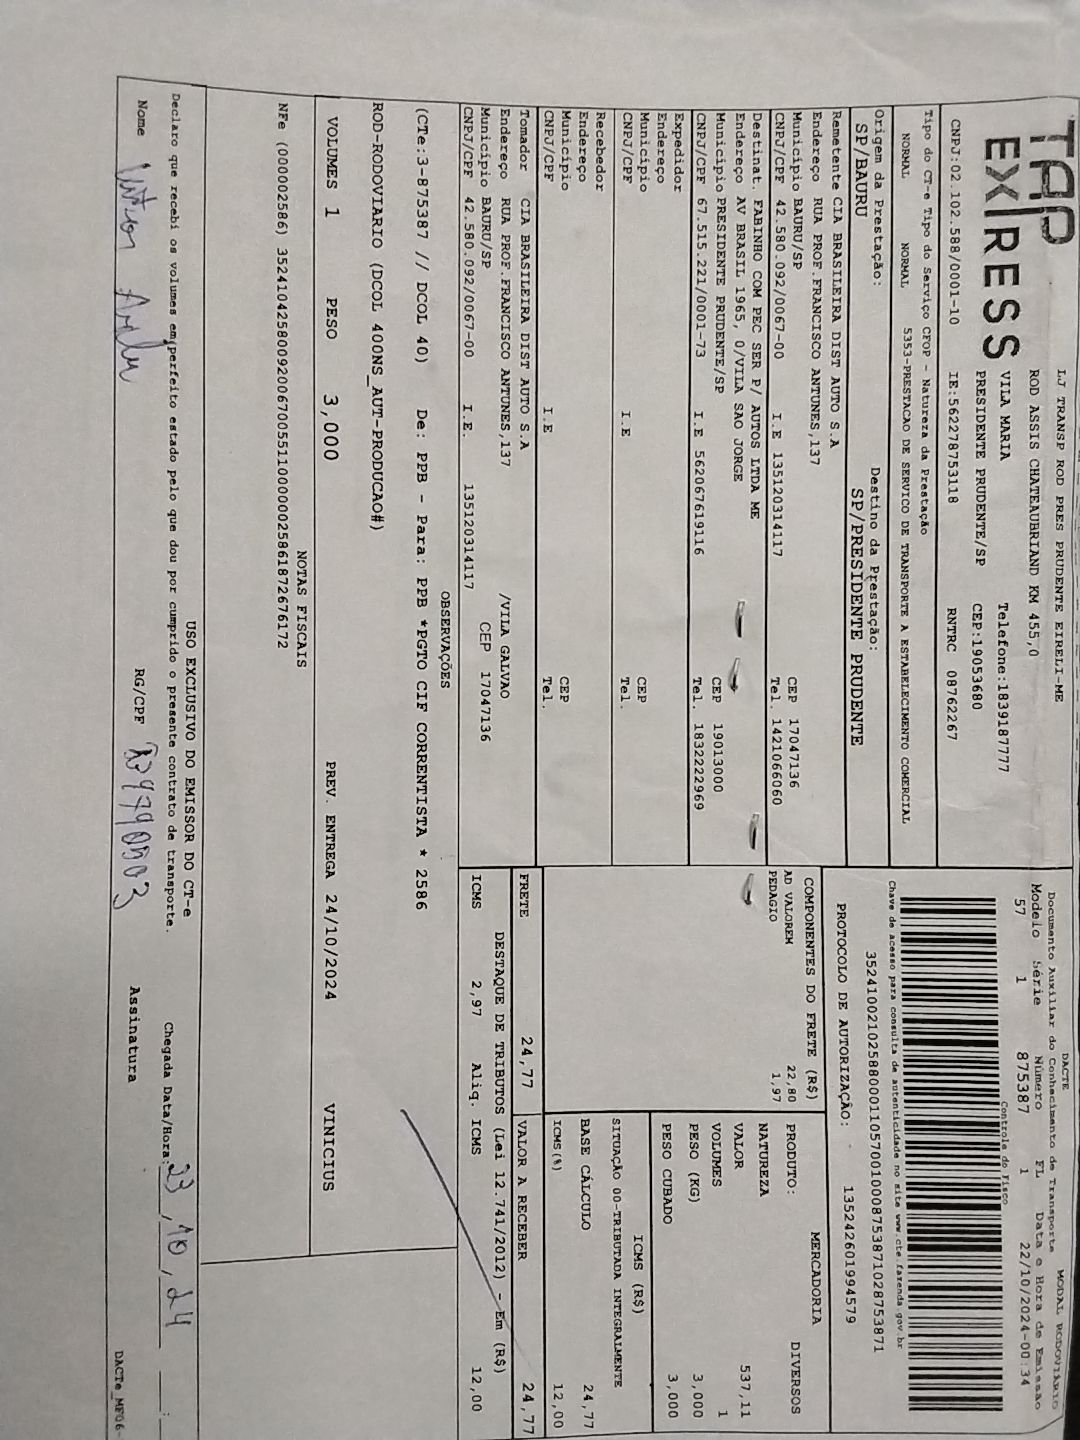 TAP
EX/RESS
LJ TRANSP ROD PRES PRUDENTE EIRELI-ME
ROD ASSIS CHATEAUBRIAND KM 455,0
VILA MARIA Telefone:1839187777
PRESIDENTE PRUDENTE/SP CEP:19053680
CNPJ:02.102.588/0001-10 IE:562278753118 RNTRC 08762267
Tipo do CT-e Tipo do Serviço CFOP - Natureza da Prestação
NORMAL NORMAL 5353-PRESTACAO DE SERVICO DE TRANSPORTE A ESTABELECIMENTO COMERCIAL
Origem da Prestação: Destino da Prestação:
SP/BAURU SP/PRESIDENTE PRUDENTE
DACTE MODAL RODOVIÁRIO
Documento Auxiliar do Conhecimento de Transporte
Modelo Série Número FL Data e Hora de Emissão
57 1 875387 1 22/10/2024-00:34
Controle do Fisco
Chave de acesso para consulta de autenticidade no site www.cte.fazenda.gov.br
35241002102588000110570010008753871028753871
PROTOCOLO DE AUTORIZAÇÃO: 135242601994579
Remetente CIA BRASILEIRA DIST AUTO S.A
Endereço RUA PROF.FRANCISCO ANTUNES,137
Município BAURU/SP CEP 17047136
CNPJ/CPF 42.580.092/0067-00 I.E 135120314117 Tel. 1421066060
Destinat. FABINHO COM PEC SER P/ AUTOS LTDA ME
Endereço AV BRASIL 1965, 0/VILA SAO JORGE
Município PRESIDENTE PRUDENTE/SP CEP 19013000
CNPJ/CPF 67.515.221/0001-73 I.E 562067619116 Tel. 1832222969
Expedidor
Endereço
Município CEP
CNPJ/CPF I.E Tel.
Recebedor
Endereço
Município CEP
CNPJ/CPF I.E Tel.
Tomador CIA BRASILEIRA DIST AUTO S.A
Endereço RUA PROF.FRANCISCO ANTUNES,137 /VILA GALVAO
Município BAURU/SP CEP 17047136
CNPJ/CPF 42.580.092/0067-00 I.E. 135120314117
COMPONENTES DO FRETE (R$)
AD VALOREM 22,80
PEDAGIO 1,97
MERCADORIA
PRODUTO: DIVERSOS
NATUREZA
VALOR 537,11
VOLUMES 1
PESO (KG) 3,000
PESO CUBADO 3,000
ICMS (R$)
SITUAÇÃO 00-TRIBUTADA INTEGRALMENTE
BASE CÁLCULO 24,77
ICMS(%) 12,00
FRETE 24,77 VALOR A RECEBER 24,77
DESTAQUE DE TRIBUTOS (Lei 12.741/2012) - Em (R$)
ICMS 2,97 Aliq. ICMS 12,00
OBSERVAÇÕES
(CTe:3-875387 // DCOL 40) De: PPB - Para: PPB *PGTO CIF CORRENTISTA * 2586
ROD-RODOVIARIO (DCOL 40ONS_AUT-PRODUCAO#)
VOLUMES 1 PESO 3,000 PREV. ENTREGA 24/10/2024 VINICIUS
NOTAS FISCAIS
NFe (000002586) 35241042580092006700551100000025861872676172
USO EXCLUSIVO DO EMISSOR DO CT-e
Declaro que recebi os volumes em perfeito estado pelo que dou por cumprido o presente contrato de transporte. Chegada Data/Hora: 23/10/24 :
Nome RG/CPF Assinatura
DACTe_MF06-